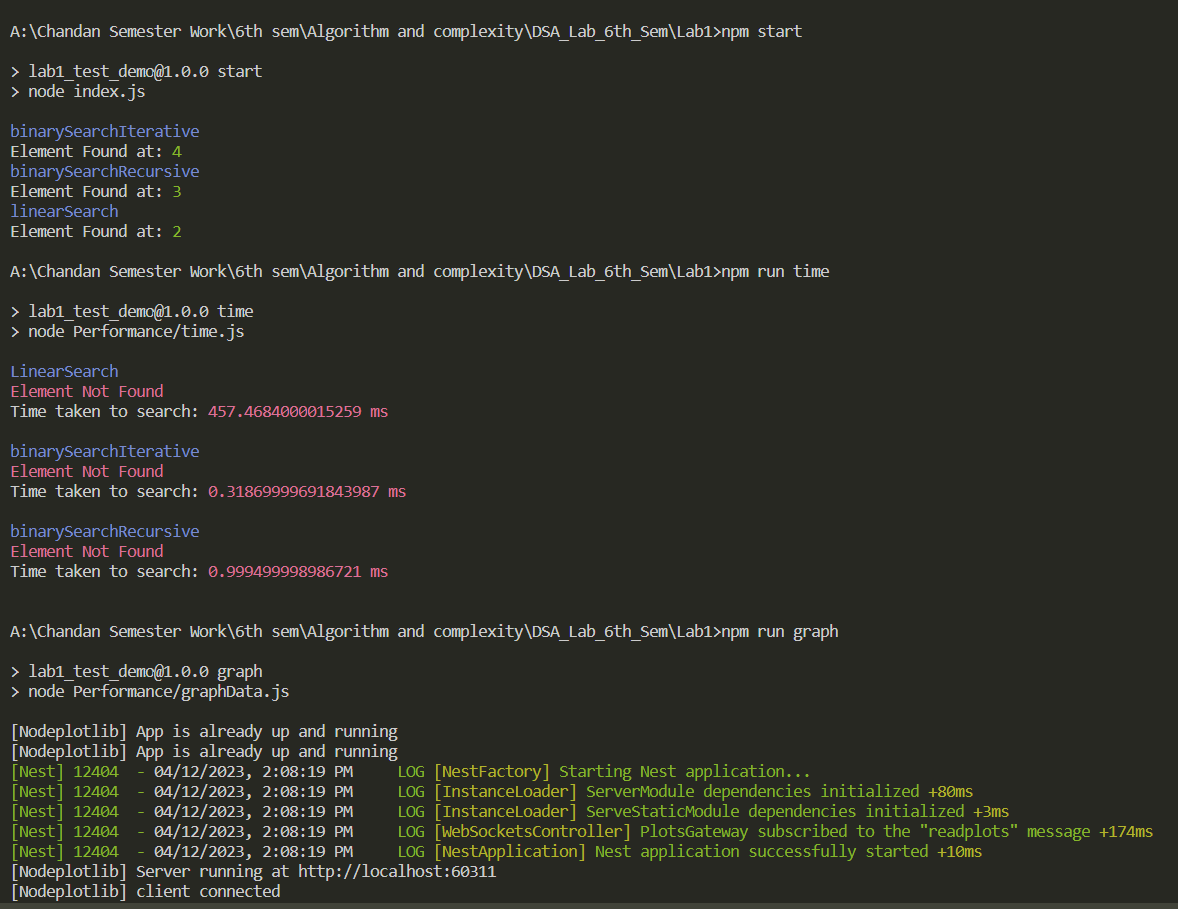 A:\Chandan Semester Work\6th sem\Algorithm and complexity\DSA_Lab_6th_Sem\Lab1>npm start
> lab1_test_demo@1.0.0 start
> node index.js
binarySearchIterative
Element Found at: 4
binarySearchRecursive
Element Found at: 3
linearSearch
Element Found at: 2
A:\Chandan Semester Work\6th sem\Algorithm and complexity\DSA_Lab_6th_Sem\Lab1>npm run time
> lab1_test_demo@1.0.0 time
> node Performance/time.js
LinearSearch
Element Not Found
Time taken to search: 457.4684000015259 ms
binarySearchIterative
Element Not Found
Time taken to search: 0.31869999691843987 ms
binarySearchRecursive
Element Not Found
Time taken to search: 0.999499998986721 ms
A:\Chandan Semester Work\6th sem\Algorithm and complexity\DSA_Lab_6th_Sem\Lab1>npm run graph
> lab1_test_demo@1.0.0 graph
> node Performance/graphData.js
[Nodeplotlib] App is already up and running
[Nodeplotlib] App is already up and running
[Nest] 12404  - 04/12/2023, 2:08:19 PM     LOG [NestFactory] Starting Nest application...
[Nest] 12404  - 04/12/2023, 2:08:19 PM     LOG [InstanceLoader] ServerModule dependencies initialized +80ms
[Nest] 12404  - 04/12/2023, 2:08:19 PM     LOG [InstanceLoader] ServeStaticModule dependencies initialized +3ms
[Nest] 12404  - 04/12/2023, 2:08:19 PM     LOG [WebSocketsController] PlotsGateway subscribed to the "readplots" message +174ms
[Nest] 12404  - 04/12/2023, 2:08:19 PM     LOG [NestApplication] Nest application successfully started +10ms
[Nodeplotlib] Server running at http://localhost:60311
[Nodeplotlib] client connected